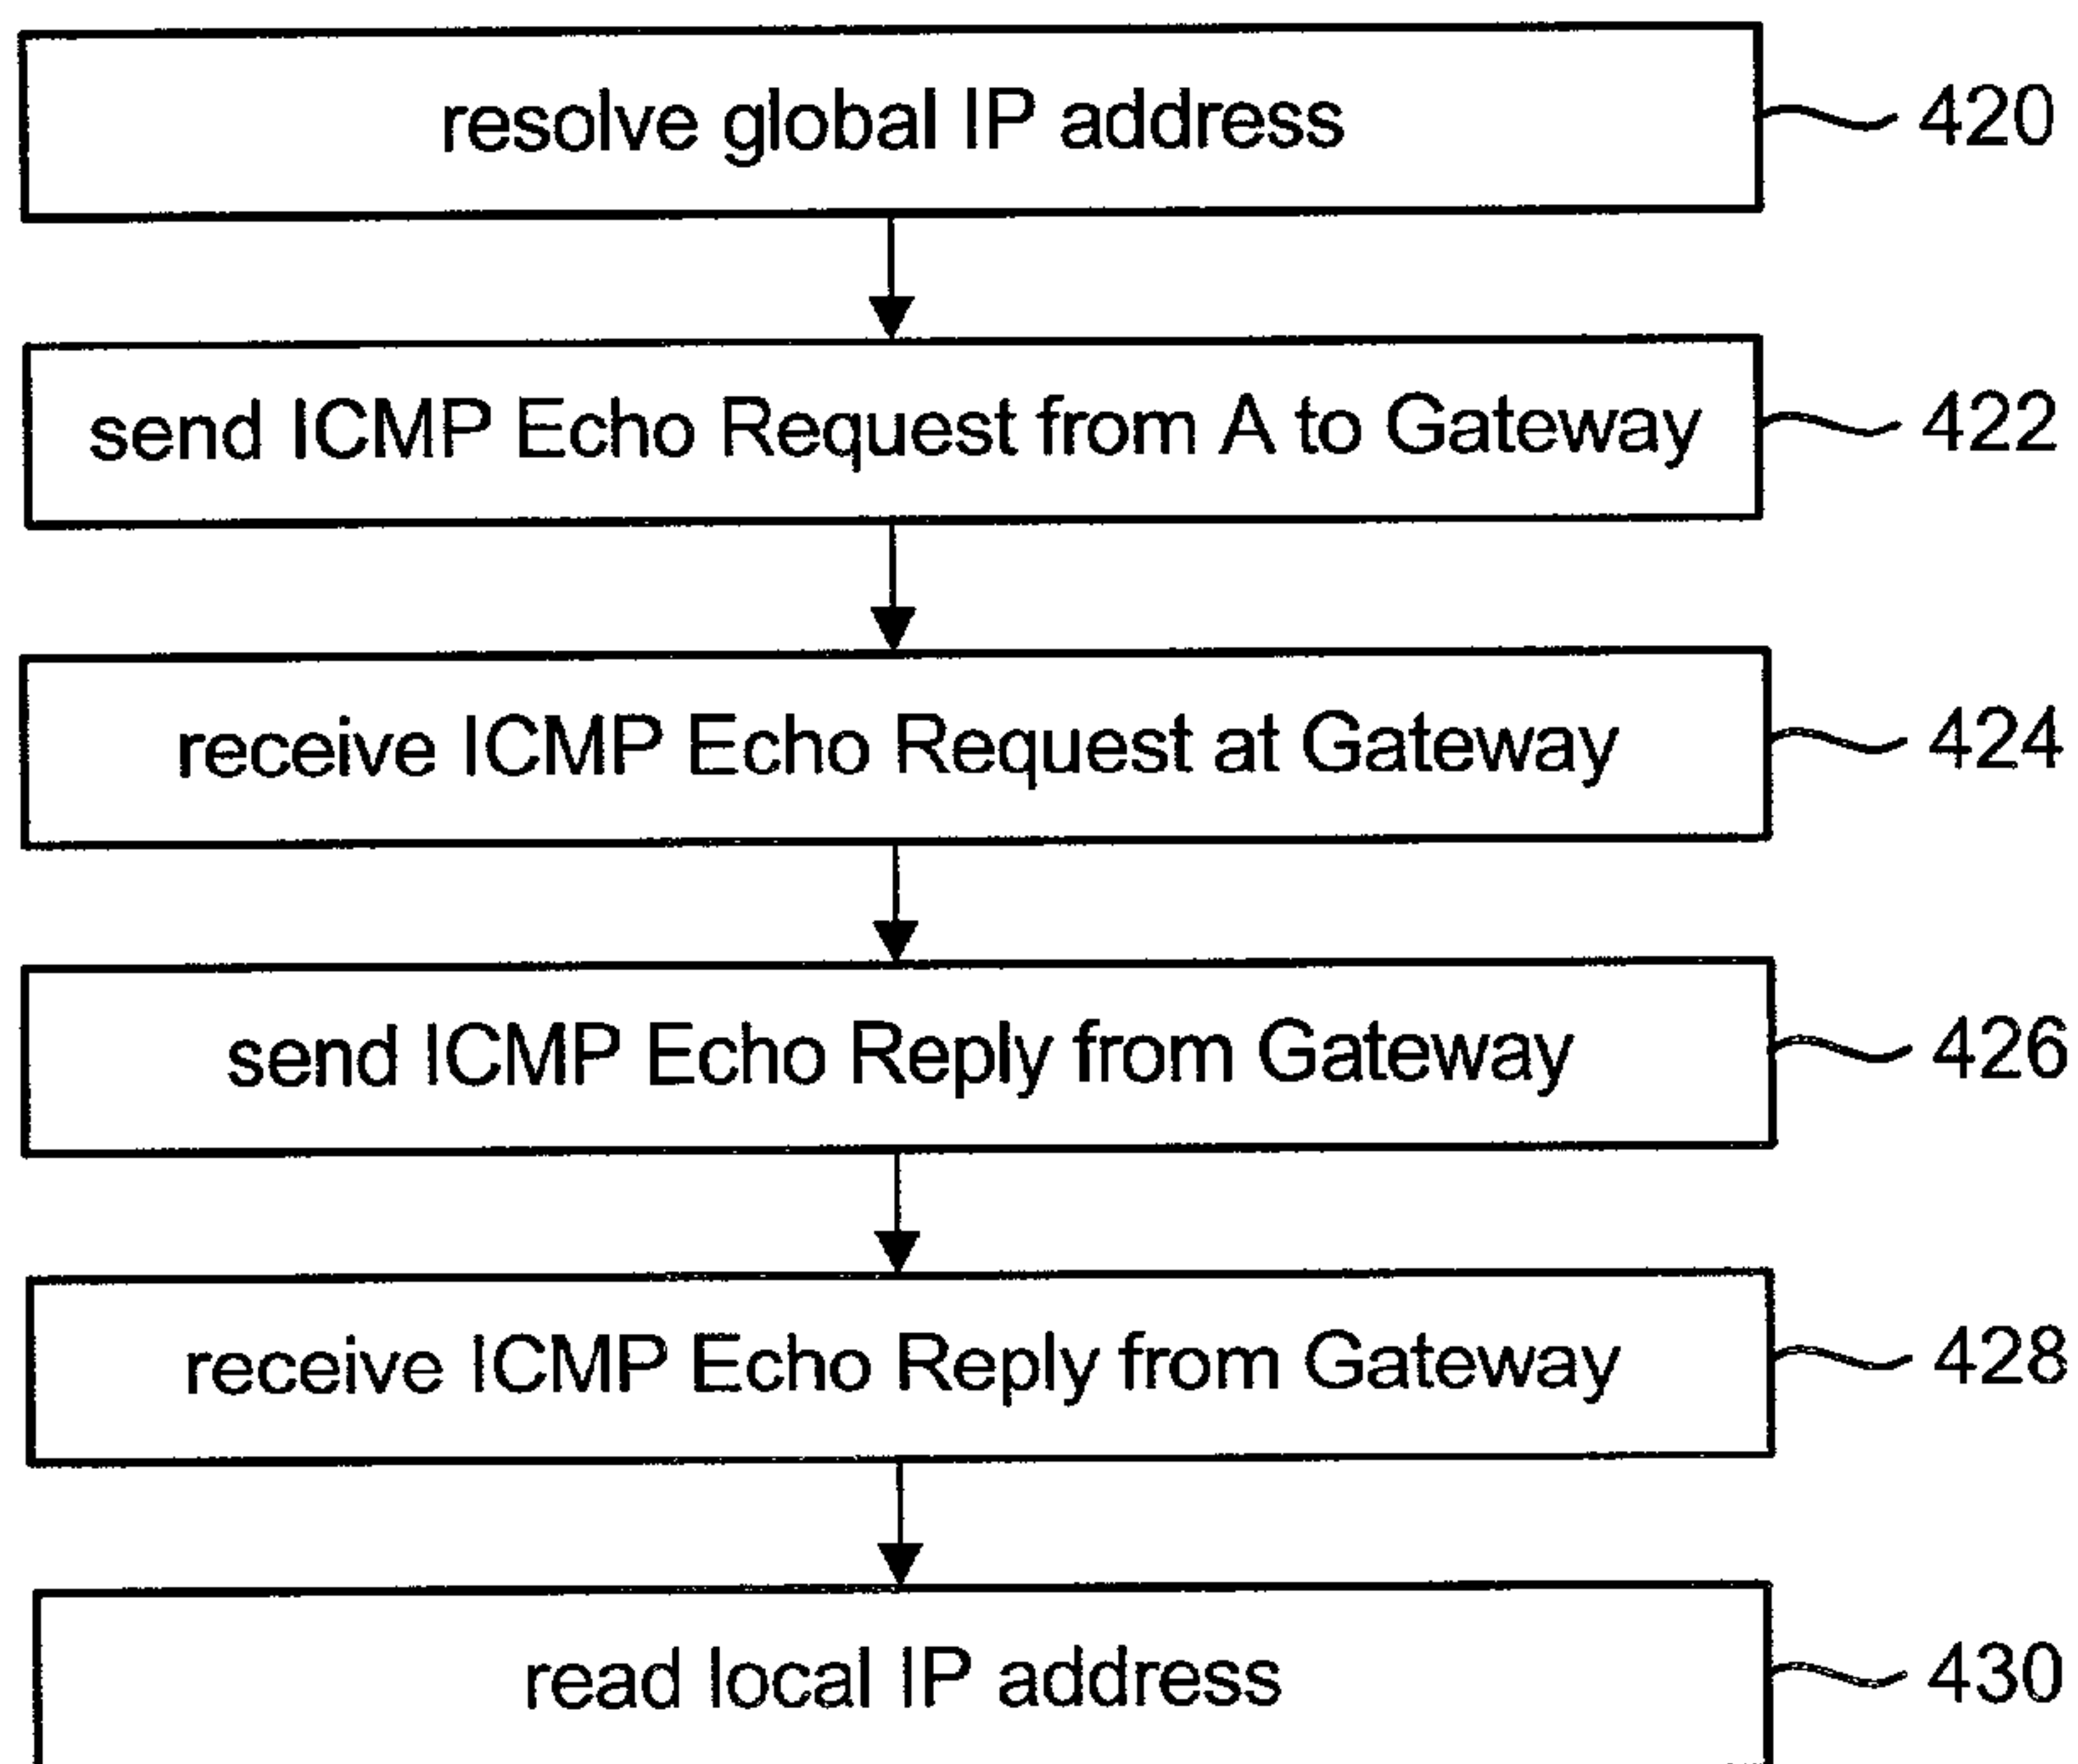 resolve global IP address 420
send ICMP Echo Request from A to Gateway 422
receive ICMP Echo Request at Gateway 424
send ICMP Echo Reply from Gateway 426
receive ICMP Echo Reply from Gateway 428
read local IP address 430